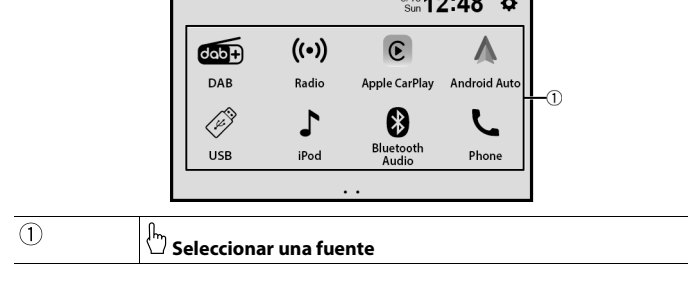 Sun 12:48
dab+
DAB Radio Apple CarPlay Android Auto
①
USB iPod Bluetooth Audio Phone
① Seleccionar una fuente